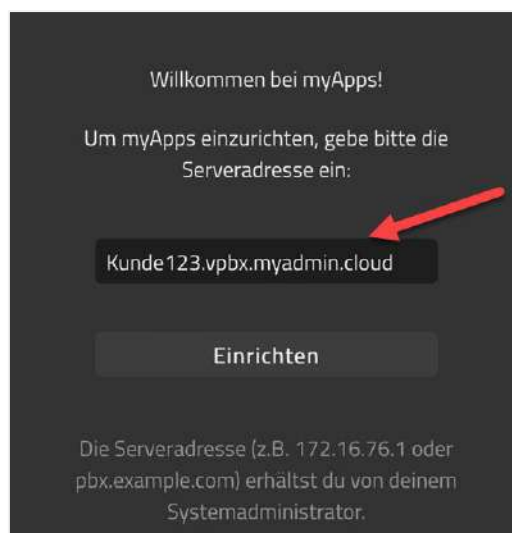 Willkommen bei myApps!
Um myApps einzurichten, gebe bitte die
Serveradresse ein:
Kunde123.vpbx.myadmin.cloud
Einrichten
Die Serveradresse (z.B. 172.16.76.1 oder
pbx.example.com) erhältst du von deinem
Systemadministrator.